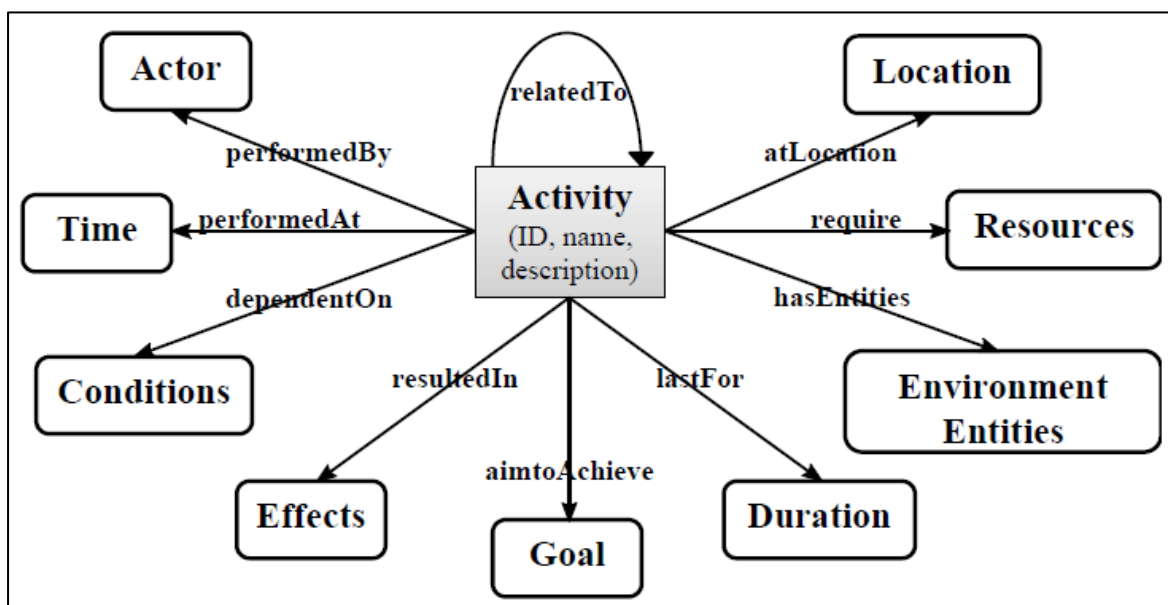 Actor
relatedTo
Location
performedBy
atLocation
Activity
(ID, name,
description)
Time
performedAt
require
Resources
dependentOn
hasEntities
Conditions
resultedIn
lastFor
Environment
Entities
aimtoAchieve
Effects
Goal
Duration